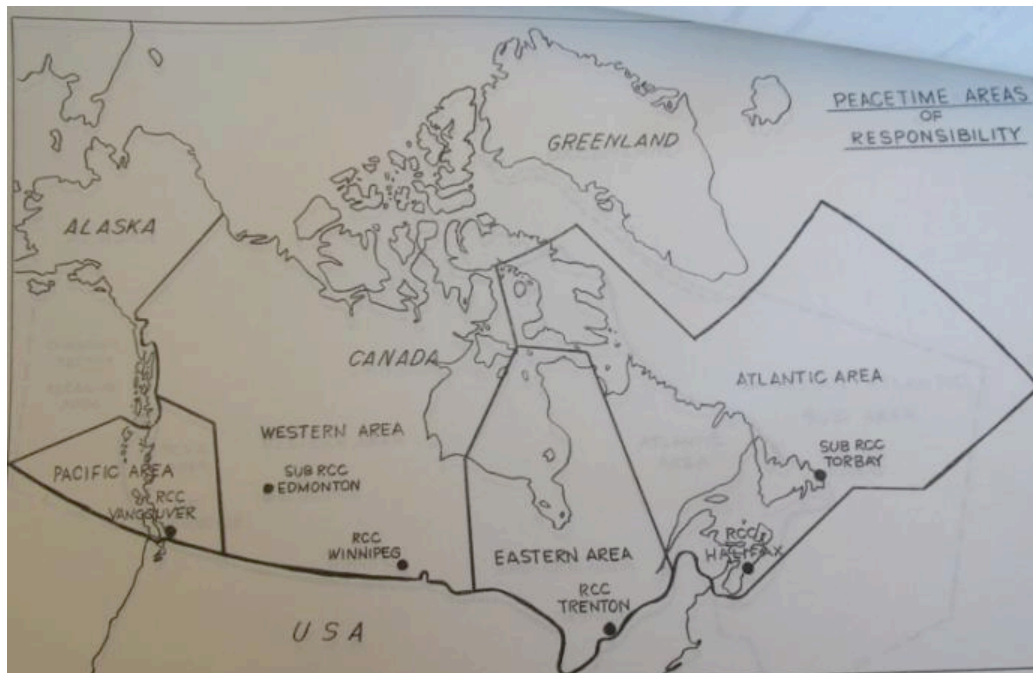 PEACETIME AREAS
OF
RESPONSIBILITY
GREENLAND
ALASKA
CANADA
ATLANTIC AREA
WESTERN AREA
PACIFIC AREA
SUB RCC
EDMONTON
SUB RCC
TORBAY
RCC
VANCOUVER
RCC
WINNIPEG
EASTERN AREA
RCC
HALIFAX
RCC
TRENTON
USA